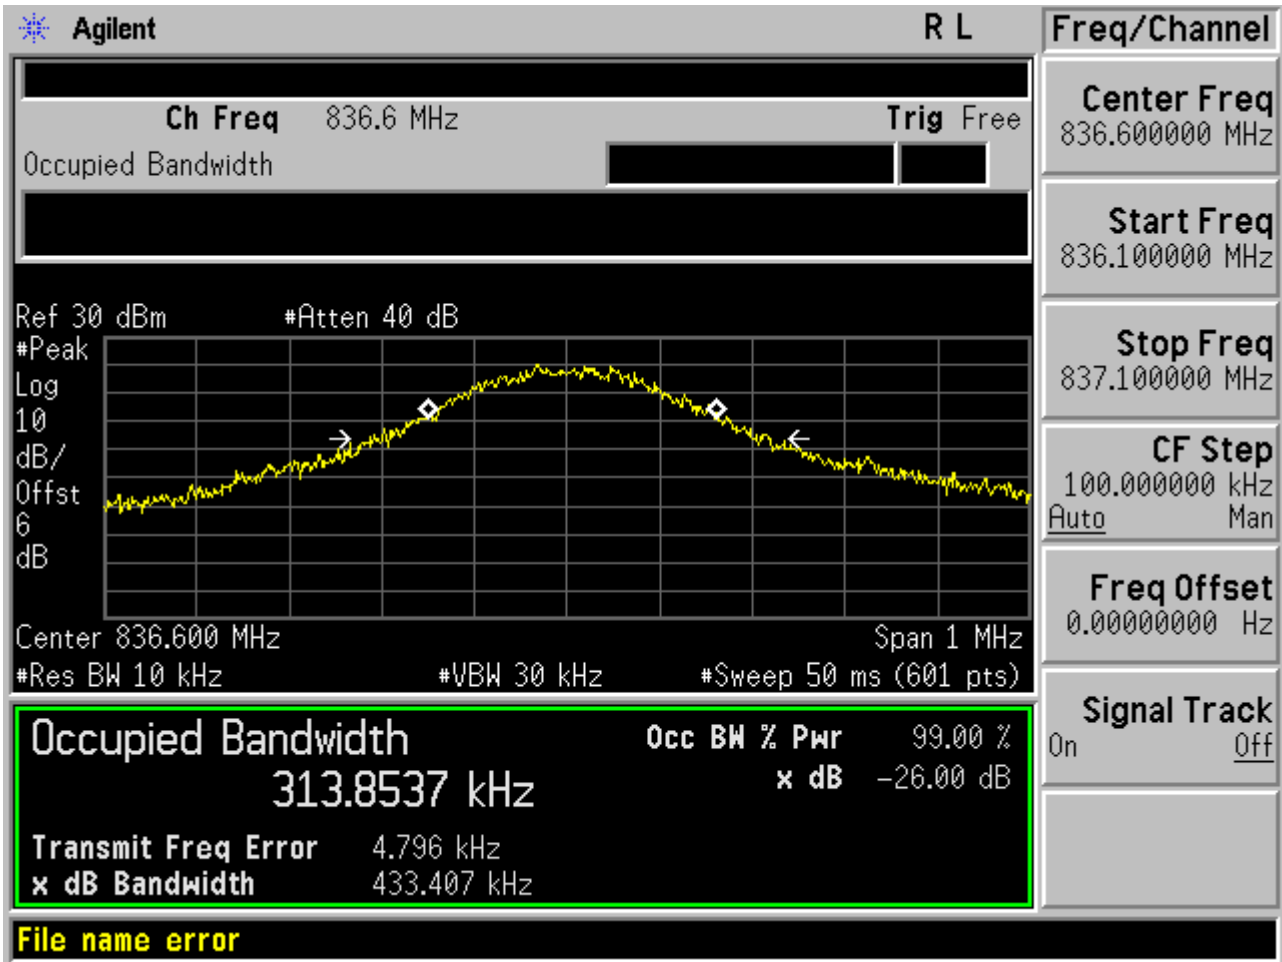 Agilent R L Freq/Channel
Ch Freq 836.6 MHz Trig Free
Occupied Bandwidth
Ref 30 dBm #Atten 40 dB
#Peak
Log
10
dB/
Offst
6
dB
Center 836.600 MHz Span 1 MHz
#Res BW 10 kHz #VBW 30 kHz #Sweep 50 ms (601 pts)
Occupied Bandwidth Occ BW % Pwr 99.00 %
313.8537 kHz x dB -26.00 dB
Transmit Freq Error 4.796 kHz
x dB Bandwidth 433.407 kHz
File name error
Center Freq
836.600000 MHz
Start Freq
836.100000 MHz
Stop Freq
837.100000 MHz
CF Step
100.000000 kHz
Auto Man
Freq Offset
0.00000000 Hz
Signal Track
On Off